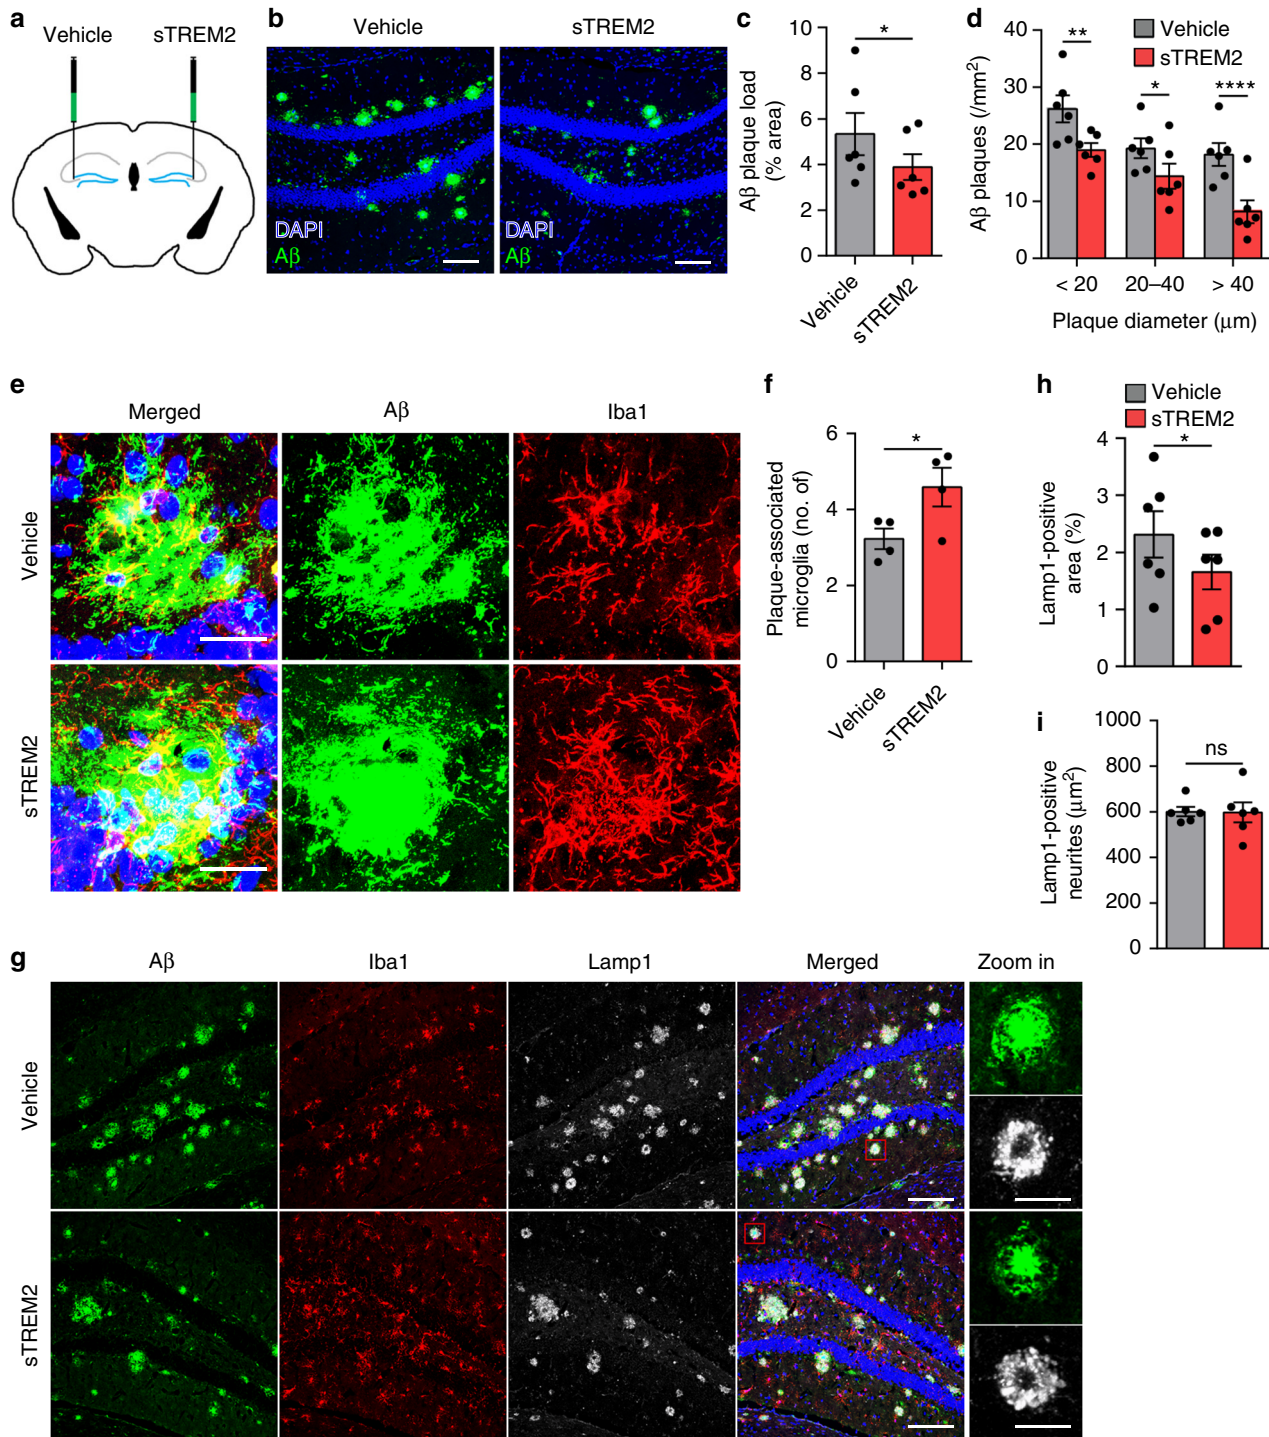 a
Vehicle sTREM2
b
Vehicle sTREM2
DAPI
Aβ
DAPI
Aβ
c
Aβ plaque load
(% area)
10
8
6
4
2
0
*
Vehicle
sTREM2
d
Vehicle
sTREM2
Aβ plaques (/mm²)
40
30
20
10
0
** * ****
< 20 20–40 > 40
Plaque diameter (μm)
e
Merged Aβ Iba1
Vehicle
sTREM2
f
Plaque-associated
microglia (no. of)
6
4
2
0
*
Vehicle
sTREM2
h
Vehicle
sTREM2
Lamp1-positive
area (%)
4
3
2
1
0
*
i
Lamp1-positive
neurites (μm²)
1000
800
600
400
200
0
ns
g
Aβ Iba1 Lamp1 Merged Zoom in
Vehicle
sTREM2